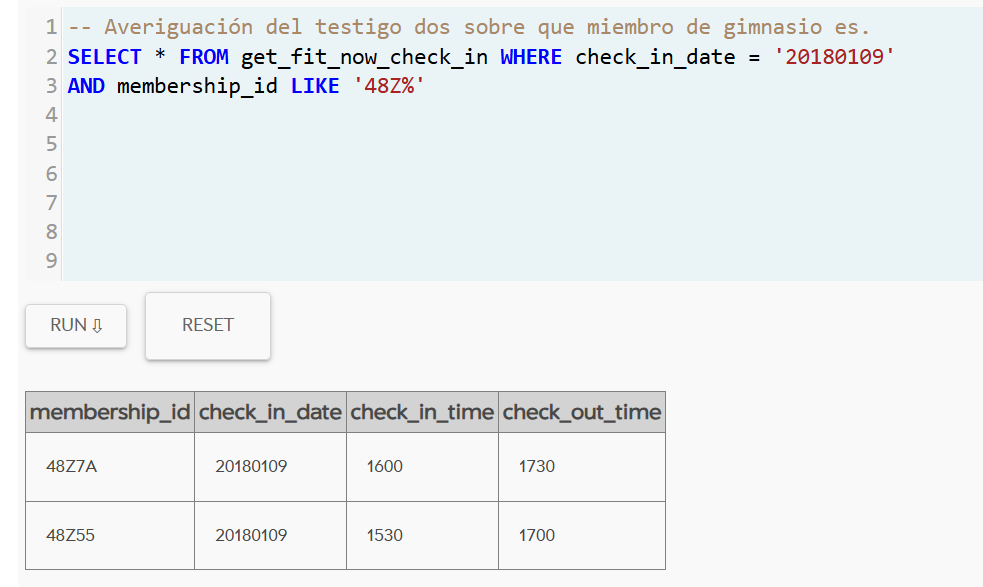 1 -- Averiguación del testigo dos sobre que miembro de gimnasio es.
2 SELECT * FROM get_fit_now_check_in WHERE check_in_date = '20180109'
3 AND membership_id LIKE '48Z%'
4
5
6
7
8
9
RUN ⇩ RESET
membership_id check_in_date check_in_time check_out_time
48Z7A 20180109 1600 1730
48Z55 20180109 1530 1700